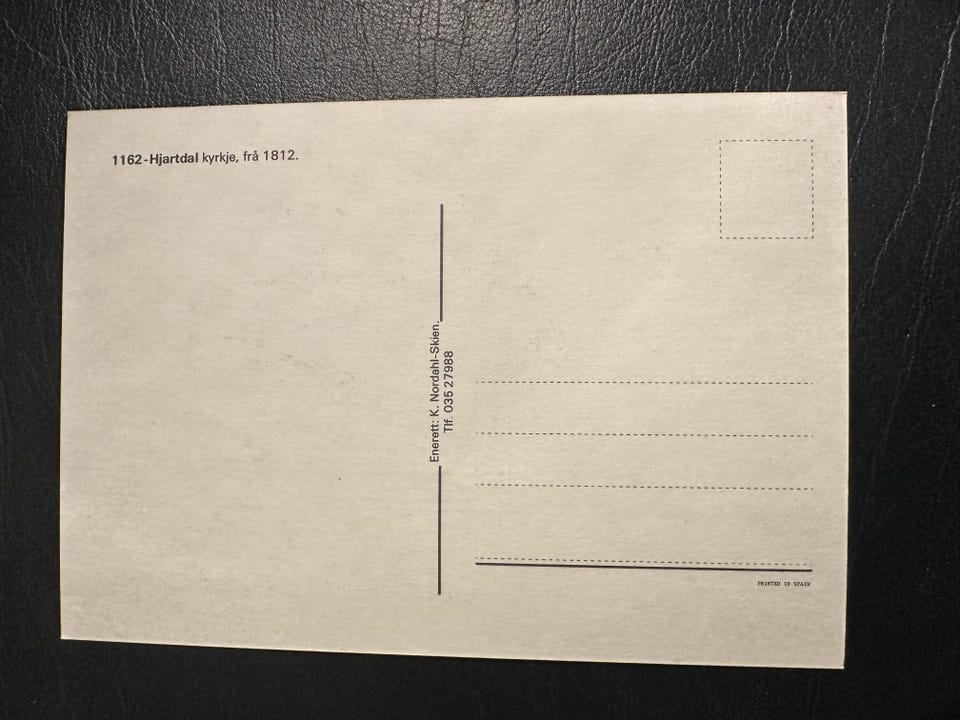 1162-Hjartdal kyrkje, frå 1812.
Enerett: K. Nordahl-Skien.
Tlf. 035 27988
PRINTED IN SPAIN